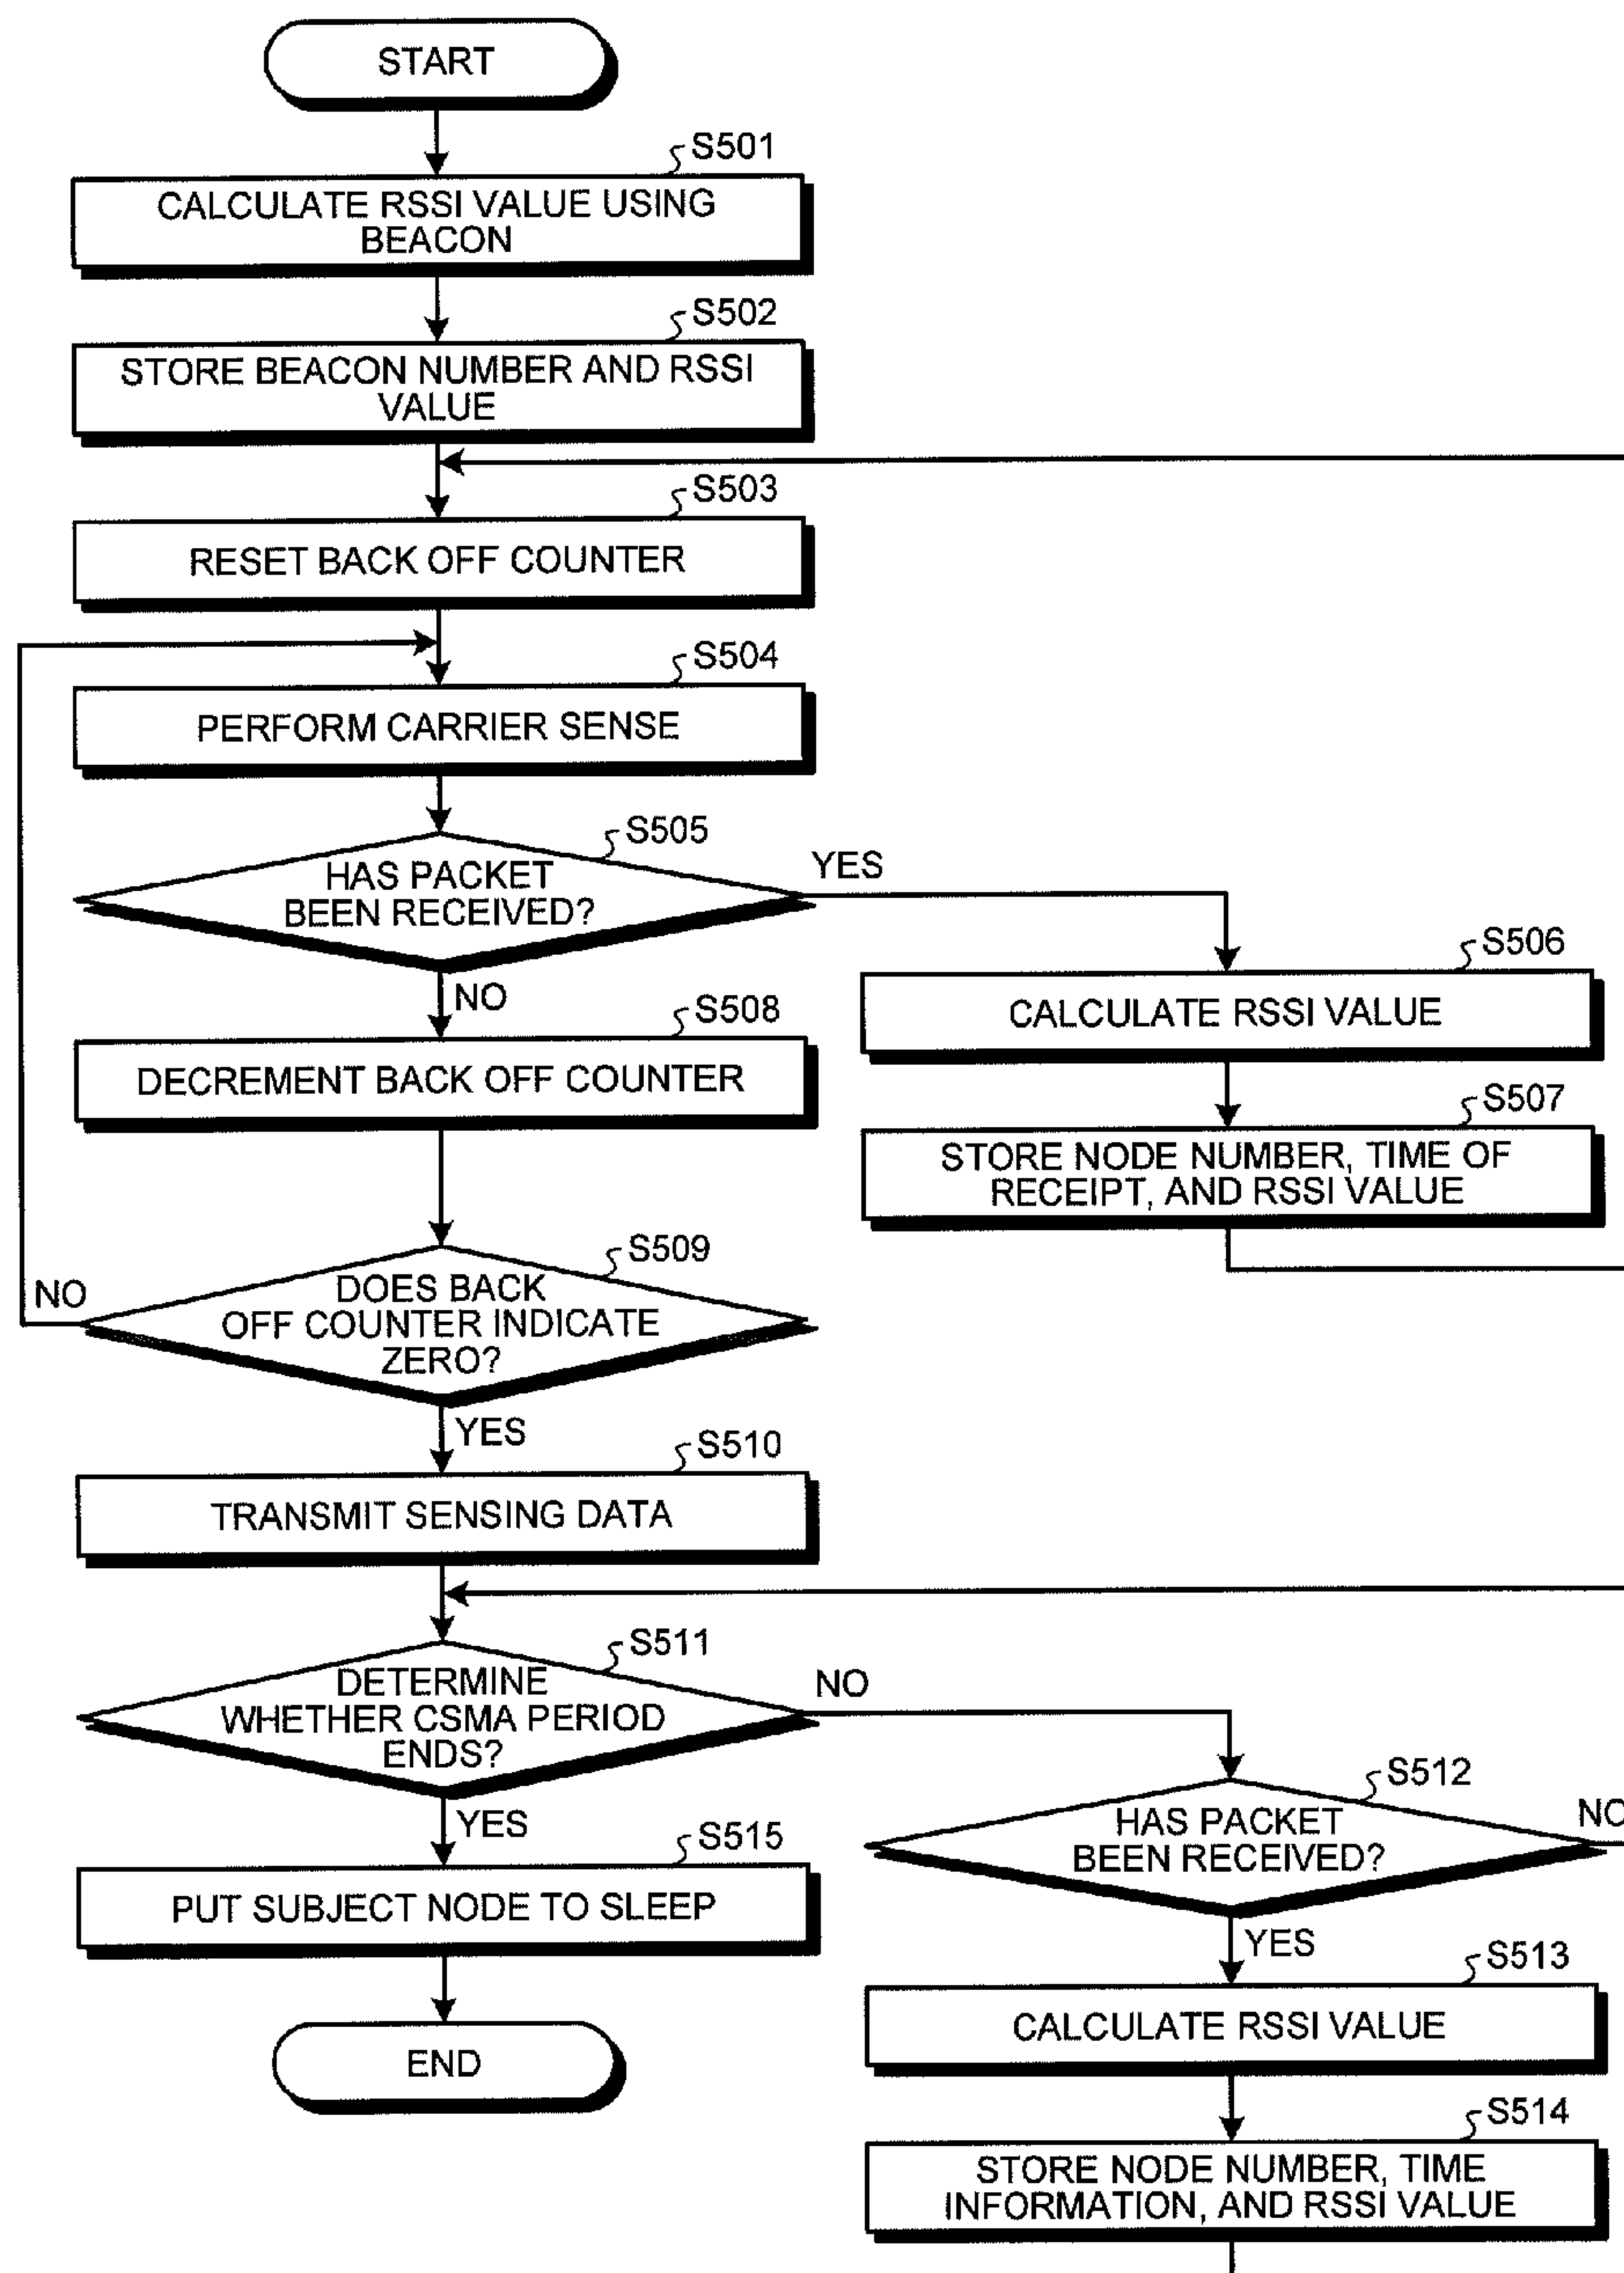 START
S501
CALCULATE RSSI VALUE USING
BEACON
S502
STORE BEACON NUMBER AND RSSI
VALUE
S503
RESET BACK OFF COUNTER
S504
PERFORM CARRIER SENSE
S505
HAS PACKET
BEEN RECEIVED?
YES
NO
S506
CALCULATE RSSI VALUE
S507
STORE NODE NUMBER, TIME OF
RECEIPT, AND RSSI VALUE
S508
DECREMENT BACK OFF COUNTER
S509
DOES BACK
OFF COUNTER INDICATE
ZERO?
NO
YES
S510
TRANSMIT SENSING DATA
S511
DETERMINE
WHETHER CSMA PERIOD
ENDS?
NO
YES
S512
HAS PACKET
BEEN RECEIVED?
NO
YES
S513
CALCULATE RSSI VALUE
S514
STORE NODE NUMBER, TIME
INFORMATION, AND RSSI VALUE
S515
PUT SUBJECT NODE TO SLEEP
END